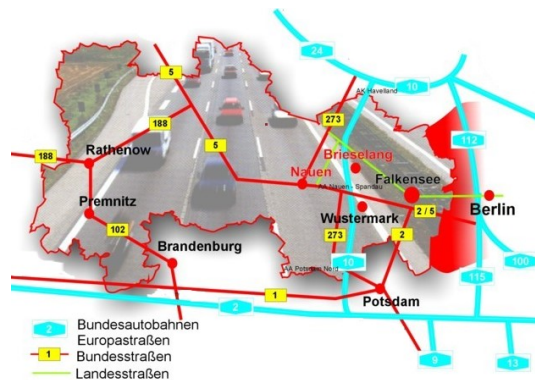 24
5
10
AK Havelland
188
273
112
188
Rathenow
5
Brieselang
Nauen
AA Nauen - Spandau
Falkensee
Premnitz
2 / 5
Berlin
Wustermark
102
273
2
Brandenburg
100
10
AA Potsdam Nord
115
1
Potsdam
2
2 Bundesautobahnen
Europastraßen
1 Bundesstraßen
Landesstraßen
9
13